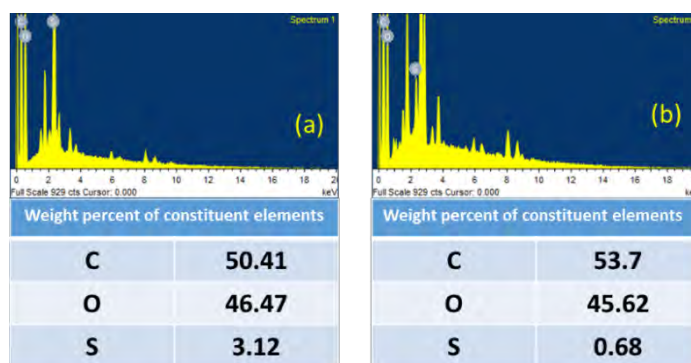 Spectrum 1
(a)
0 2 4 6 8 10 12 14 16 18 20
Full Scale 929 cts Cursor: 0.000 keV
Weight percent of constituent elements
C 50.41
O 46.47
S 3.12
Spectrum
(b)
0 2 4 6 8 10 12 14 16 18
Full Scale 929 cts Cursor: 0.000
Weight percent of constituent elements
C 53.7
O 45.62
S 0.68